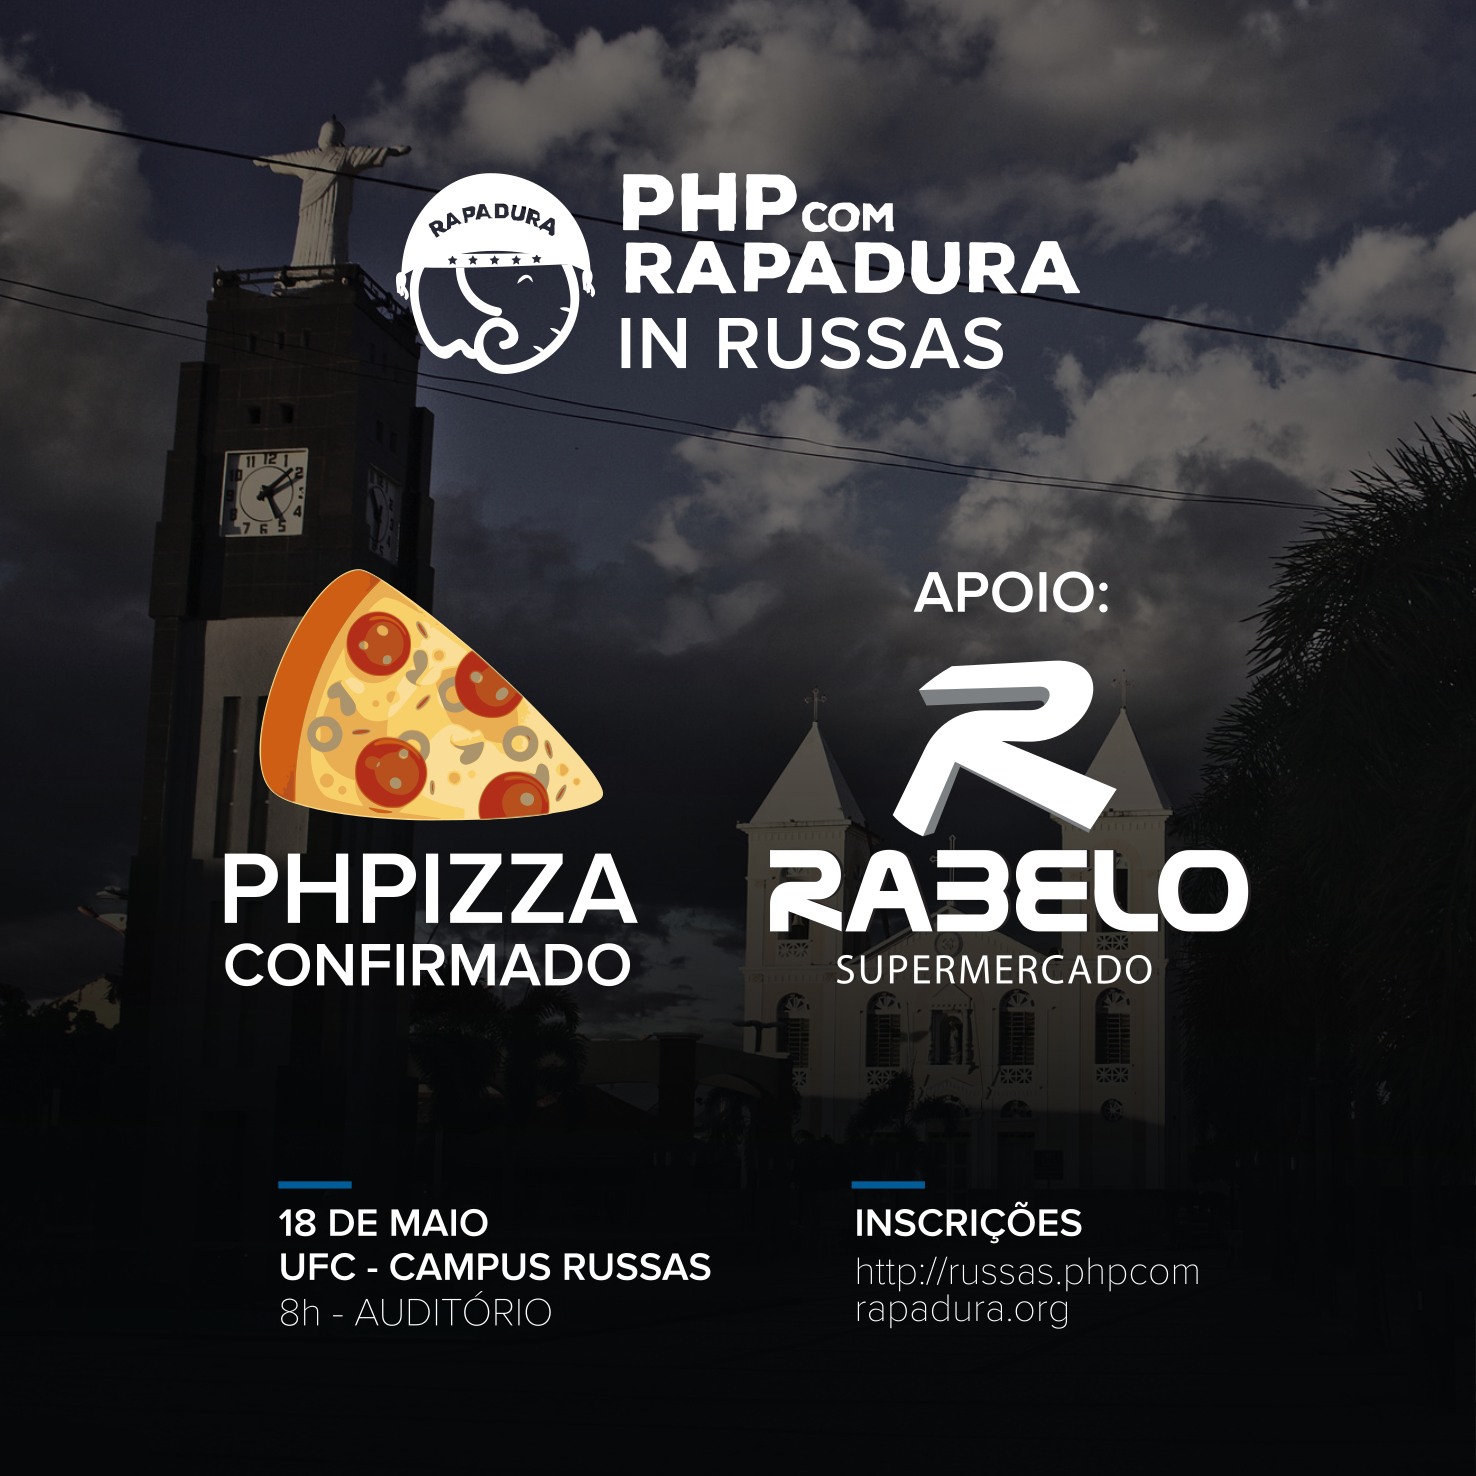 RAPADURA
PHP COM
RAPADURA
IN RUSSAS
PHPIZZA
CONFIRMADO
APOIO:
RABELO
SUPERMERCADO
18 DE MAIO
UFC - CAMPUS RUSSAS
8h - AUDITÓRIO
INSCRIÇÕES
http://russas.phpcom
rapadura.org